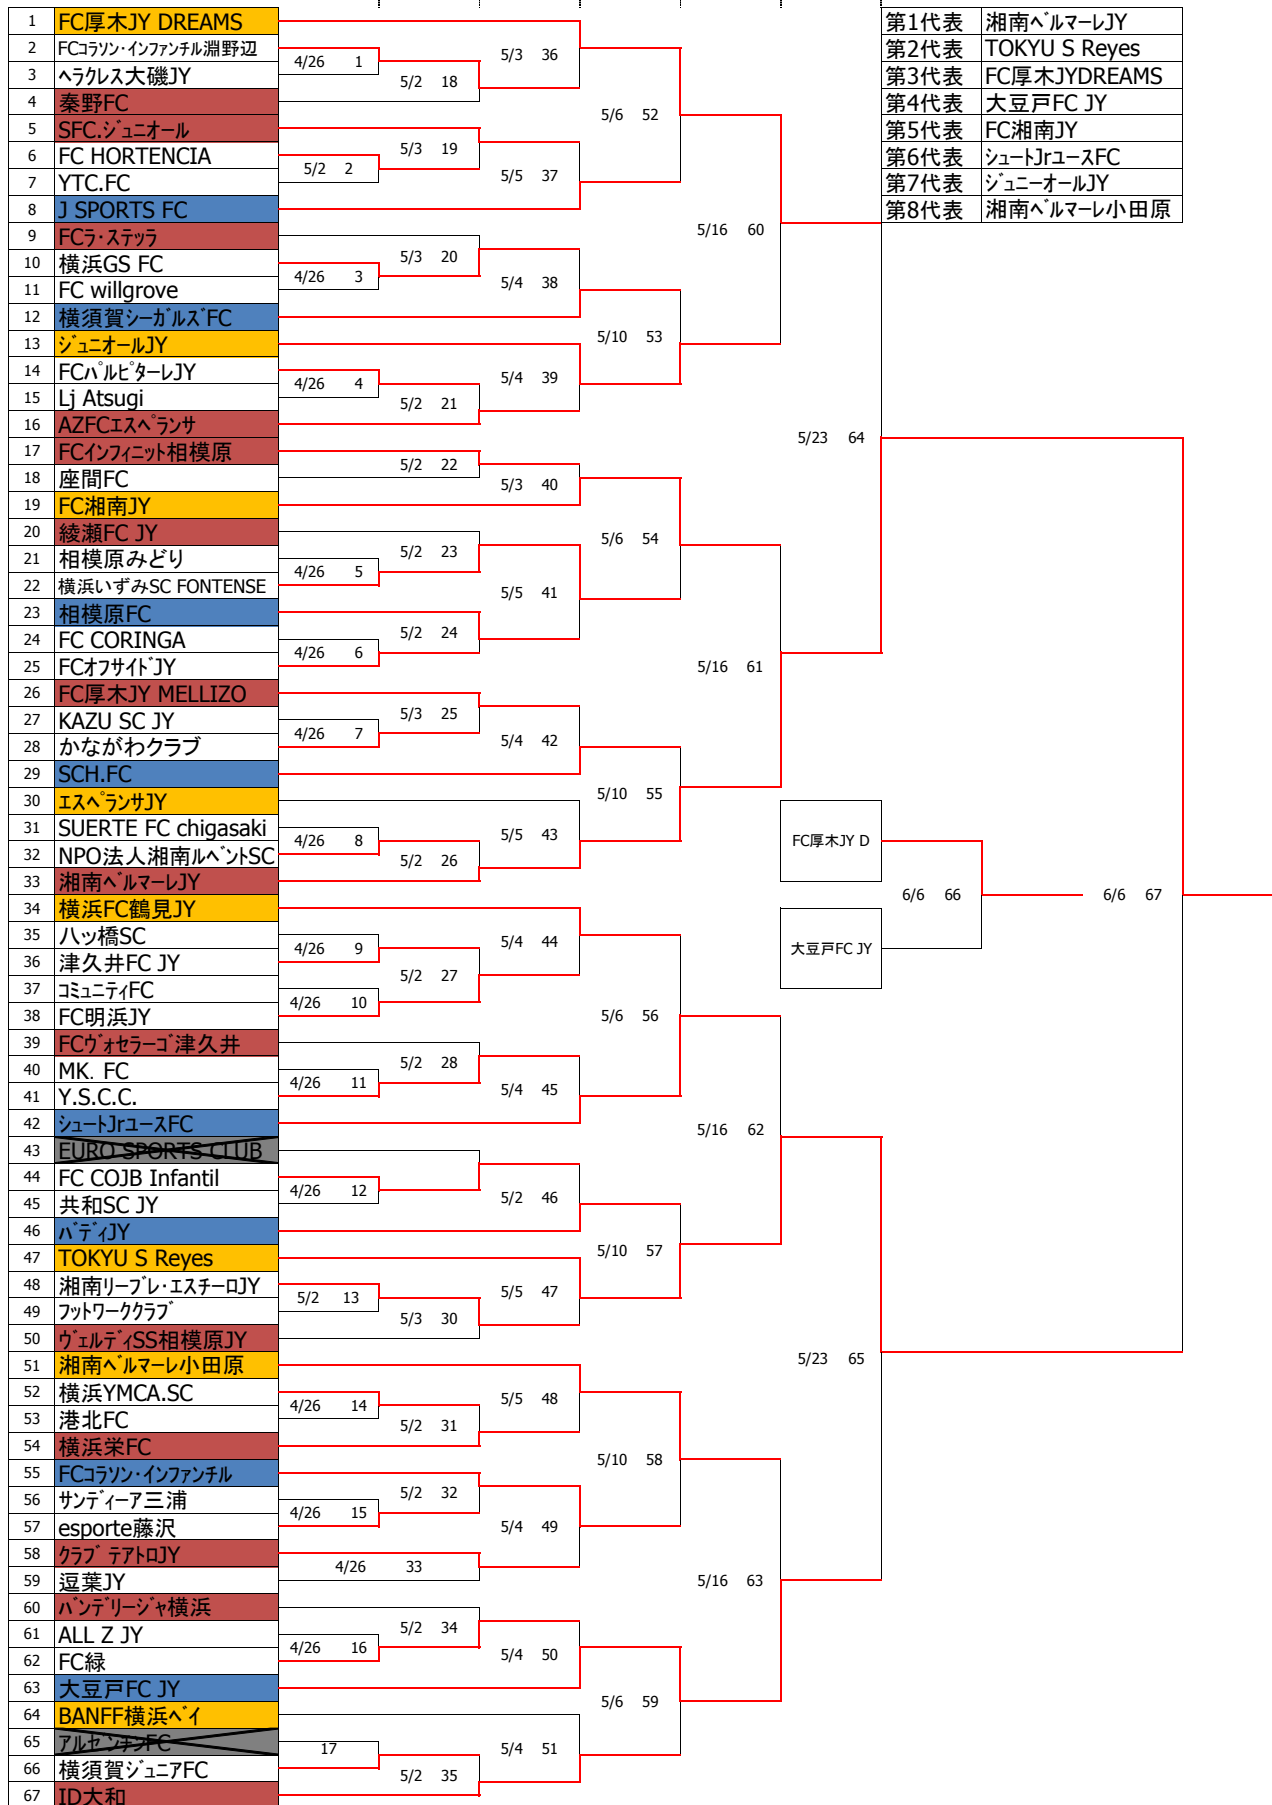 1 FC厚木JY DREAMS
2 FCｺﾗｿﾝ･ｲﾝﾌｧﾝﾁﾙ淵野辺
3 ﾍﾗｸﾚｽ大磯JY
4 秦野FC
5 SFC.ｼﾞｭﾆｵｰﾙ
6 FC HORTENCIA
7 YTC.FC
8 J SPORTS FC
9 FCﾗ･ｽﾃｯﾗ
10 横浜GS FC
11 FC willgrove
12 横須賀ｼｰｶﾞﾙｽﾞFC
13 ｼﾞｭﾆｵｰﾙJY
14 FCﾊﾟﾙﾋﾟﾀｰﾚJY
15 Lj Atsugi
16 AZFCｴｽﾍﾟﾗﾝｻ
17 FCｲﾝﾌｨﾆｯﾄ相模原
18 座間FC
19 FC湘南JY
20 綾瀬FC JY
21 相模原みどり
22 横浜いずみSC FONTENSE
23 相模原FC
24 FC CORINGA
25 FCｵﾌｻｲﾄﾞJY
26 FC厚木JY MELLIZO
27 KAZU SC JY
28 かながわクラブ
29 SCH.FC
30 ｴｽﾍﾟﾗﾝｻJY
31 SUERTE FC chigasaki
32 NPO法人湘南ﾙﾍﾞﾝﾄSC
33 湘南ﾍﾞﾙﾏｰﾚJY
34 横浜FC鶴見JY
35 八ッ橋SC
36 津久井FC JY
37 ｺﾐｭﾆﾃｨFC
38 FC明浜JY
39 FCｳﾞｫｾﾗｰｺﾞ津久井
40 MK. FC
41 Y.S.C.C.
42 ｼｭｰﾄJrﾕｰｽFC
43 EURO SPORTS CLUB
44 FC COJB Infantil
45 共和SC JY
46 ﾊﾞﾃﾞｨJY
47 TOKYU S Reyes
48 湘南ﾘｰﾌﾞﾚ･ｴｽﾁｰﾛJY
49 ﾌｯﾄﾜｰｸｸﾗﾌﾞ
50 ｳﾞｪﾙﾃﾞｨSS相模原JY
51 湘南ﾍﾞﾙﾏｰﾚ小田原
52 横浜YMCA.SC
53 港北FC
54 横浜栄FC
55 FCｺﾗｿﾝ･ｲﾝﾌｧﾝﾁﾙ
56 ｻﾝﾃﾞｨｰｱ三浦
57 esporte藤沢
58 ｸﾗﾌﾞ ﾃｱﾄﾛJY
59 逗葉JY
60 ﾊﾞﾝﾃﾞﾘｰｼﾞｬ横浜
61 ALL Z JY
62 FC緑
63 大豆戸FC JY
64 BANFF横浜ﾍﾞｲ
65 ｱﾙｾﾞﾝﾁﾝFC
66 横須賀ｼﾞｭﾆｱFC
67 ID大和
4/26 1
5/2 2
4/26 3
4/26 4
4/26 5
4/26 6
4/26 7
4/26 8
4/26 9
4/26 10
4/26 11
4/26 12
5/2 13
4/26 14
4/26 15
4/26 33
4/26 16
17
5/2 18
5/3 19
5/3 20
5/2 21
5/2 22
5/2 23
5/2 24
5/3 25
5/2 26
5/2 27
5/2 28
5/3 30
5/2 31
5/2 32
5/2 34
5/2 35
5/3 36
5/5 37
5/4 38
5/4 39
5/3 40
5/5 41
5/4 42
5/5 43
5/4 44
5/4 45
5/2 46
5/5 47
5/5 48
5/4 49
5/4 50
5/4 51
5/6 52
5/10 53
5/6 54
5/10 55
5/6 56
5/10 57
5/10 58
5/6 59
5/16 60
5/16 61
5/16 62
5/16 63
5/23 64
5/23 65
FC厚木JY D
大豆戸FC JY
6/6 66
6/6 67
第1代表 湘南ﾍﾞﾙﾏｰﾚJY
第2代表 TOKYU S Reyes
第3代表 FC厚木JYDREAMS
第4代表 大豆戸FC JY
第5代表 FC湘南JY
第6代表 ｼｭｰﾄJrﾕｰｽFC
第7代表 ｼﾞｭﾆｰｵｰﾙJY
第8代表 湘南ﾍﾞﾙﾏｰﾚ小田原